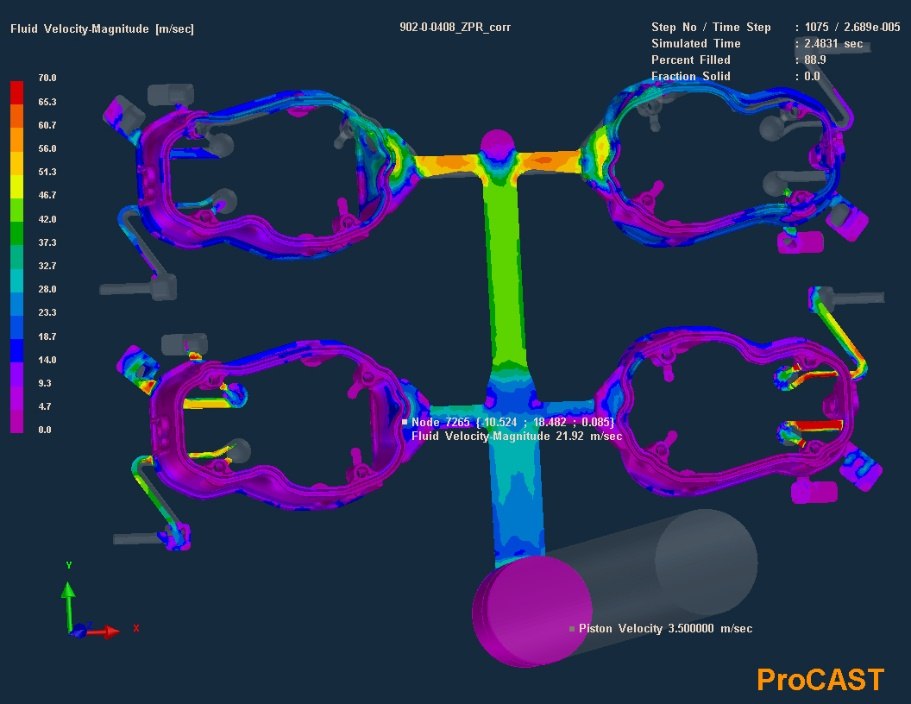 Fluid Velocity-Magnitude [m/sec]
902-0-0408_ZPR_corr
Step No / Time Step : 1075 / 2.689e-005
Simulated Time : 2.4831 sec
Percent Filled : 88.9
Fraction Solid : 0.0
70.0
65.3
60.7
56.0
51.3
46.7
42.0
37.3
32.7
28.0
23.3
18.7
14.0
9.3
4.7
0.0
Node 7265 {-10.524 ; 18.482 ; 0.085}
Fluid Velocity-Magnitude 21.92 m/sec
Y
X
Piston Velocity 3.500000 m/sec
ProCAST